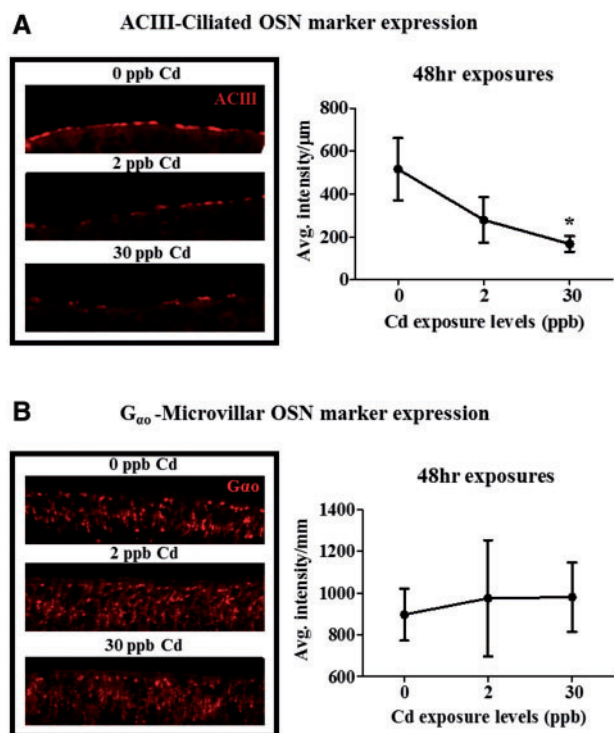 A
ACIII-Ciliated OSN marker expression
0 ppb Cd
ACIII
2 ppb Cd
30 ppb Cd
48hr exposures
Avg. intensity/µm
800
600
400
200
0
*
0 2 30
Cd exposure levels (ppb)
B
Gαo -Microvillar OSN marker expression
0 ppb Cd
Gαo
2 ppb Cd
30 ppb Cd
48hr exposures
Avg. intensity/mm
1400
1200
1000
800
600
0 2 30
Cd exposure levels (ppb)